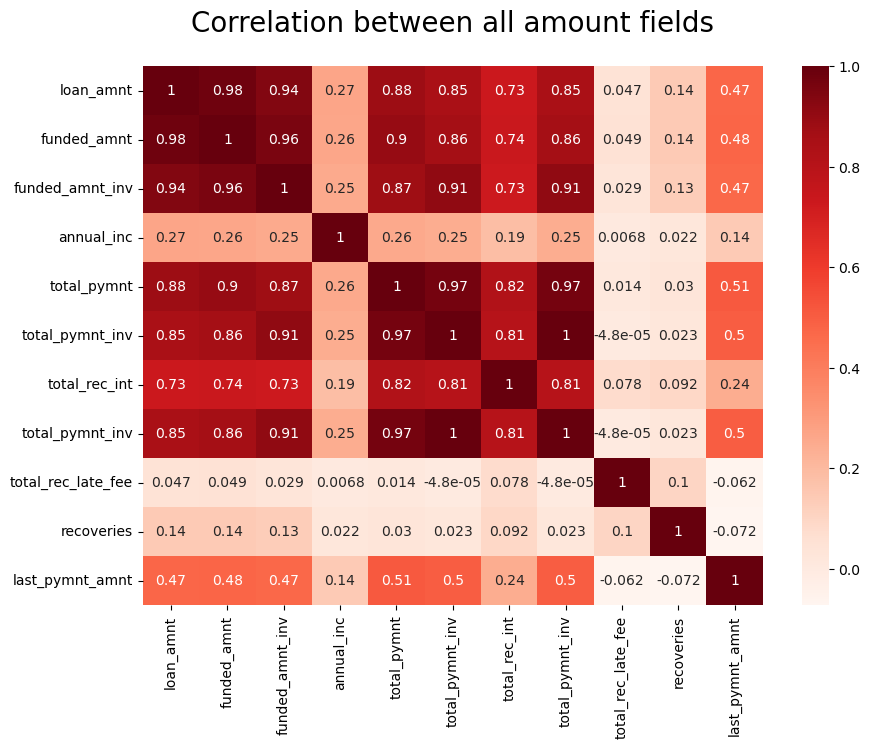 Correlation between all amount fields
loan_amnt 1 0.98 0.94 0.27 0.88 0.85 0.73 0.85 0.047 0.14 0.47
funded_amnt 0.98 1 0.96 0.26 0.9 0.86 0.74 0.86 0.049 0.14 0.48
funded_amnt_inv 0.94 0.96 1 0.25 0.87 0.91 0.73 0.91 0.029 0.13 0.47
annual_inc 0.27 0.26 0.25 1 0.26 0.25 0.19 0.25 0.0068 0.022 0.14
total_pymnt 0.88 0.9 0.87 0.26 1 0.97 0.82 0.97 0.014 0.03 0.51
total_pymnt_inv 0.85 0.86 0.91 0.25 0.97 1 0.81 1 -4.8e-05 0.023 0.5
total_rec_int 0.73 0.74 0.73 0.19 0.82 0.81 1 0.81 0.078 0.092 0.24
total_pymnt_inv 0.85 0.86 0.91 0.25 0.97 1 0.81 1 -4.8e-05 0.023 0.5
total_rec_late_fee 0.047 0.049 0.029 0.0068 0.014 -4.8e-05 0.078 -4.8e-05 1 0.1 -0.062
recoveries 0.14 0.14 0.13 0.022 0.03 0.023 0.092 0.023 0.1 1 -0.072
last_pymnt_amnt 0.47 0.48 0.47 0.14 0.51 0.5 0.24 0.5 -0.062 -0.072 1
loan_amnt
funded_amnt
funded_amnt_inv
annual_inc
total_pymnt
total_pymnt_inv
total_rec_int
total_pymnt_inv
total_rec_late_fee
recoveries
last_pymnt_amnt
1.0
0.8
0.6
0.4
0.2
0.0